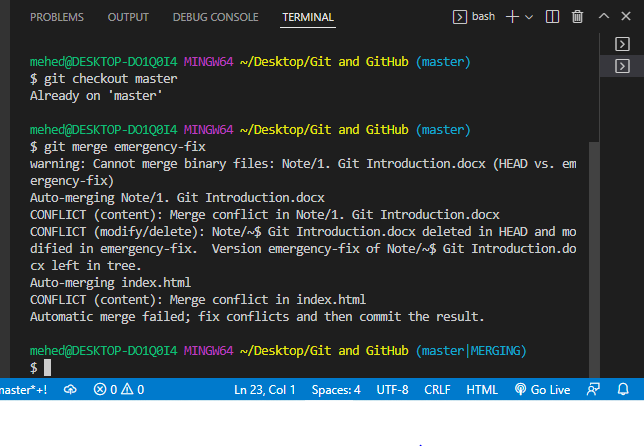 PROBLEMS OUTPUT DEBUG CONSOLE TERMINAL bash
mehed@DESKTOP-DO1Q0I4 MINGW64 ~/Desktop/Git and GitHub (master)
$ git checkout master
Already on 'master'
mehed@DESKTOP-DO1Q0I4 MINGW64 ~/Desktop/Git and GitHub (master)
$ git merge emergency-fix
warning: Cannot merge binary files: Note/1. Git Introduction.docx (HEAD vs. em
ergency-fix)
Auto-merging Note/1. Git Introduction.docx
CONFLICT (content): Merge conflict in Note/1. Git Introduction.docx
CONFLICT (modify/delete): Note/~$ Git Introduction.docx deleted in HEAD and mo
dified in emergency-fix.  Version emergency-fix of Note/~$ Git Introduction.do
cx left in tree.
Auto-merging index.html
CONFLICT (content): Merge conflict in index.html
Automatic merge failed; fix conflicts and then commit the result.
mehed@DESKTOP-DO1Q0I4 MINGW64 ~/Desktop/Git and GitHub (master|MERGING)
$
naster*+! 0 0 Ln 23, Col 1 Spaces: 4 UTF-8 CRLF HTML Go Live